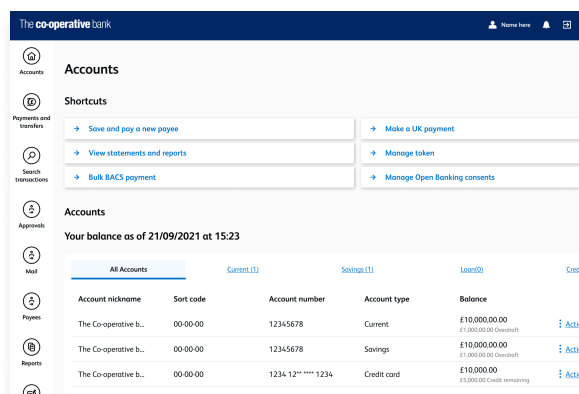 The co-operative bank
Name here
Accounts
Payments and
transfers
Search
transactions
Approvals
Mail
Payees
Reports
Accounts
Shortcuts
→ Save and pay a new payee
→ Make a UK payment
→ View statements and reports
→ Manage token
→ Bulk BACS payment
→ Manage Open Banking consents
Accounts
Your balance as of 21/09/2021 at 15:23
All Accounts Current (1) Savings (1) Loan(0) Cred
Account nickname Sort code Account number Account type Balance
The Co-operative b... 00-00-00 12345678 Current £10,000,00.00
£1,000,00.00 Overdraft
Actio
The Co-operative b... 00-00-00 12345678 Savings £10,000,00.00
£1,000,00.00 Overdraft
Actio
The Co-operative b... 00-00-00 1234 12** **** 1234 Credit card £10,000.00
£5,000.00 Credit remaining
Actio